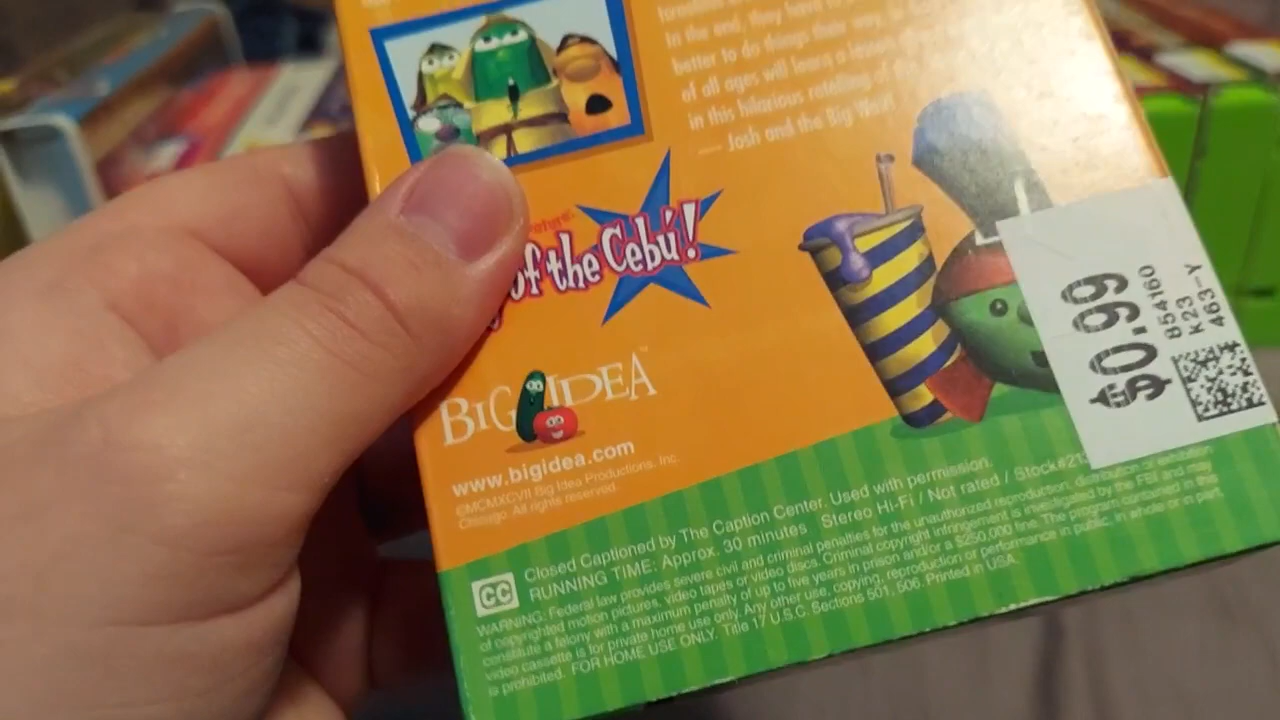 In the end, they have to
better to do things their way,
of all ages will learn a lesson
in this hilarious retelling of
— Josh and the Big Wall!
of the Cebú!
BIG IDEA™
www.bigidea.com
©MCMXCVII Big Idea Productions, Inc.
Chicago. All rights reserved.
$0.99
854160
K23
463-Y
CC
Closed Captioned by The Caption Center. Used with permission.
RUNNING TIME: Approx. 30 minutes Stereo Hi-Fi / Not rated / Stock#21
WARNING: Federal law provides severe civil and criminal penalties for the unauthorized reproduction, distribution or exhibition
of copyrighted motion pictures, video tapes or video discs. Criminal copyright infringement is investigated by the FBI and may
constitute a felony with a maximum penalty of up to five years in prison and/or a $250,000 fine. The program contained in this
video cassette is for private home use only. Any other use, copying, reproduction or performance in public, in whole or in part,
is prohibited. FOR HOME USE ONLY. Title 17 U.S.C. Sections 501, 506. Printed in USA.